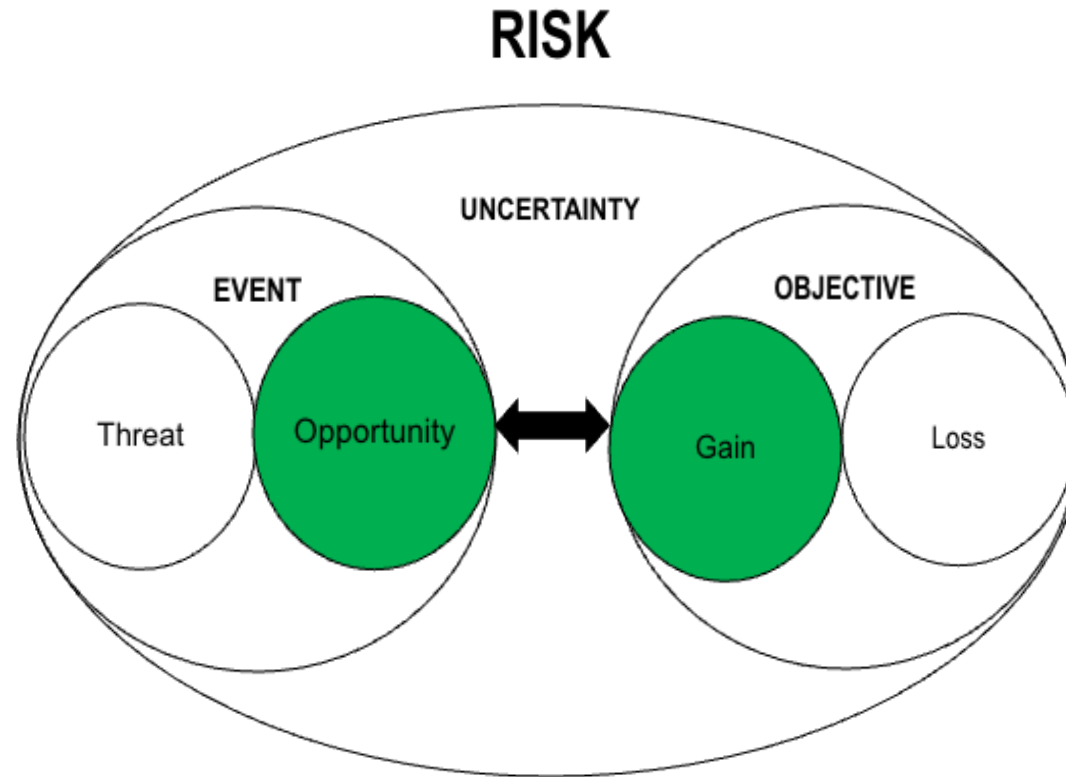 RISK
UNCERTAINTY
EVENT
OBJECTIVE
Threat
Opportunity
Gain
Loss